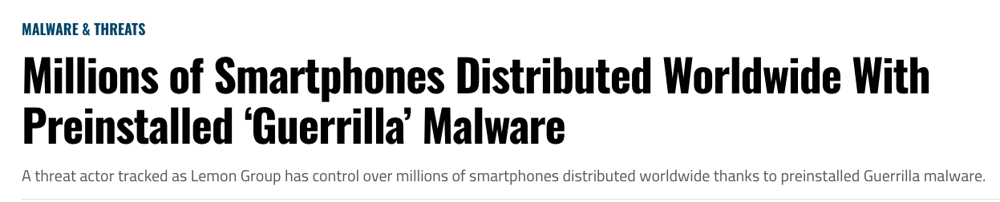 MALWARE & THREATS
Millions of Smartphones Distributed Worldwide With
Preinstalled ‘Guerrilla’ Malware
A threat actor tracked as Lemon Group has control over millions of smartphones distributed worldwide thanks to preinstalled Guerrilla malware.